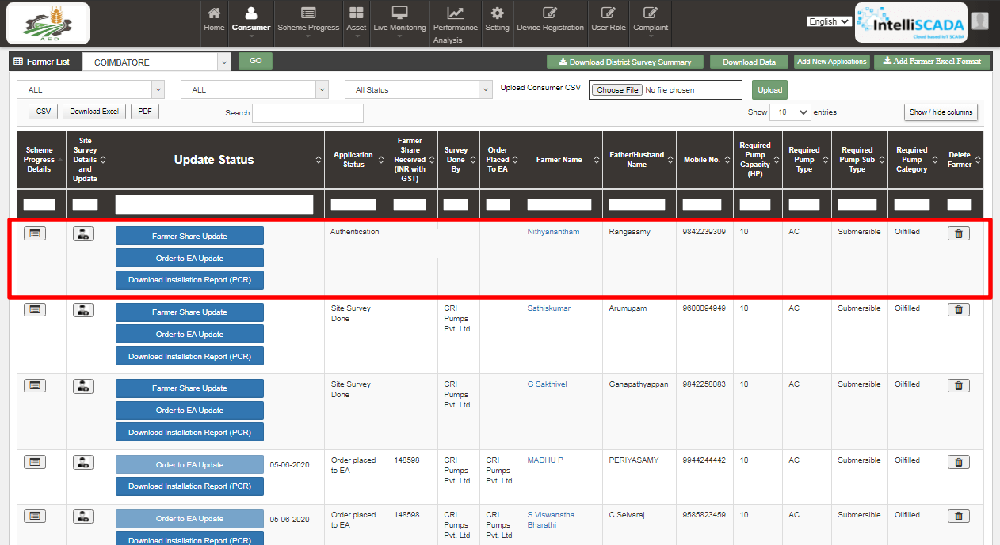 AED
Home
Consumer
Scheme Progress
Asset
Live Monitoring
Performance
Analysis
Setting
Device Registration
User Role
Complaint
English
IntelliSCADA
Cloud based IoT SCADA
Farmer List
COIMBATORE
GO
Download District Survey Summary
Download Data
Add New Applications
Add Farmer Excel Format
ALL
ALL
All Status
Upload Consumer CSV
Choose File No file chosen
Upload
CSV
Download Excel
PDF
Search:
Show 10 entries
Show / hide columns
Scheme
Progress
Details
Site
Survey
Details
and
Update
Update Status
Application
Status
Farmer
Share
Received
(INR with
GST)
Survey
Done
By
Order
Placed
To EA
Farmer Name
Father/Husband
Name
Mobile No.
Required
Pump
Capacity
(HP)
Required
Pump
Type
Required
Pump Sub
Type
Required
Pump
Category
Delete
Farmer
Farmer Share Update
Order to EA Update
Download Installation Report (PCR)
Authentication
Nithyanantham
Rangasamy
9842239309
10
AC
Submersible
Oilfilled
Farmer Share Update
Order to EA Update
Download Installation Report (PCR)
Site Survey
Done
CRI
Pumps
Pvt. Ltd
Sathiskumar
Arumugam
9600094949
10
AC
Submersible
Oilfilled
Farmer Share Update
Order to EA Update
Download Installation Report (PCR)
Site Survey
Done
CRI
Pumps
Pvt. Ltd
G Sakthivel
Ganapathyappan
9842258083
10
AC
Submersible
Oilfilled
Order to EA Update
05-06-2020
Download Installation Report (PCR)
Order placed
to EA
148598
CRI
Pumps
Pvt. Ltd
CRI
Pumps
Pvt. Ltd
MADHU P
PERIYASAMY
9944244442
10
AC
Submersible
Oilfilled
Order to EA Update
05-06-2020
Download Installation Report (PCR)
Order placed
to EA
148598
CRI
Pumps
Pvt. Ltd
CRI
Pumps
Pvt. Ltd
S.Viswanatha
Bharathi
C.Selvaraj
9585823459
10
AC
Submersible
Oilfilled